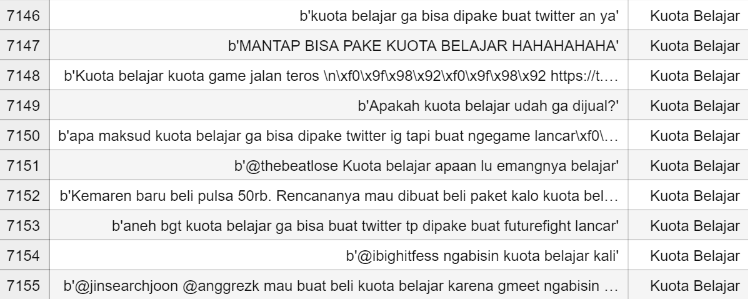 7146 b'kuota belajar ga bisa dipake buat twitter an ya' Kuota Belajar
7147 b'MANTAP BISA PAKE KUOTA BELAJAR HAHAHAHAHA' Kuota Belajar
7148 b'Kuota belajar kuota game jalan teros \n\xf0\x9f\x98\x92\xf0\x9f\x98\x92 https://t.... Kuota Belajar
7149 b'Apakah kuota belajar udah ga dijual?' Kuota Belajar
7150 b'apa maksud kuota belajar ga bisa dipake twitter ig tapi buat ngegame lancar\xf0\... Kuota Belajar
7151 b'@thebeatlose Kuota belajar apaan lu emangnya belajar' Kuota Belajar
7152 b'Kemaren baru beli pulsa 50rb. Rencananya mau dibuat beli paket kalo kuota bel... Kuota Belajar
7153 b'aneh bgt kuota belajar ga bisa buat twitter tp dipake buat futurefight lancar' Kuota Belajar
7154 b'@ibighitfess ngabisin kuota belajar kali' Kuota Belajar
7155 b'@jinsearchjoon @anggrezk mau buat beli kuota belajar karena gmeet ngabisin ... Kuota Belajar